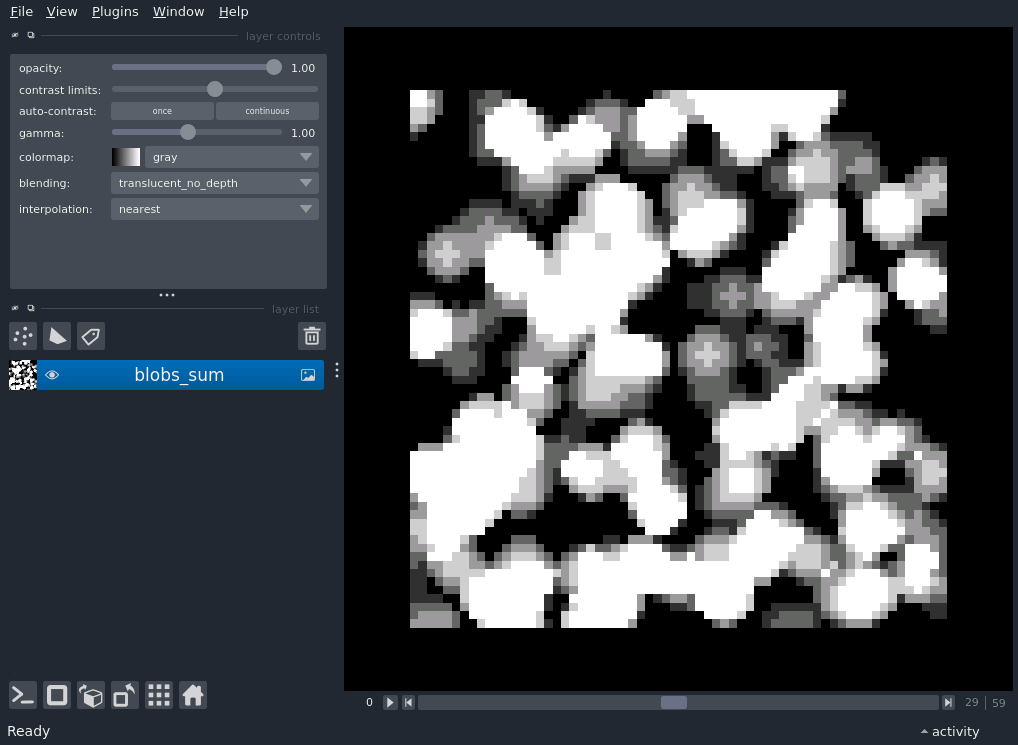 File View Plugins Window Help
layer controls
opacity: 1.00
contrast limits:
auto-contrast: once continuous
gamma: 1.00
colormap: gray
blending: translucent_no_depth
interpolation: nearest
layer list
blobs_sum
0 29 | 59
Ready activity